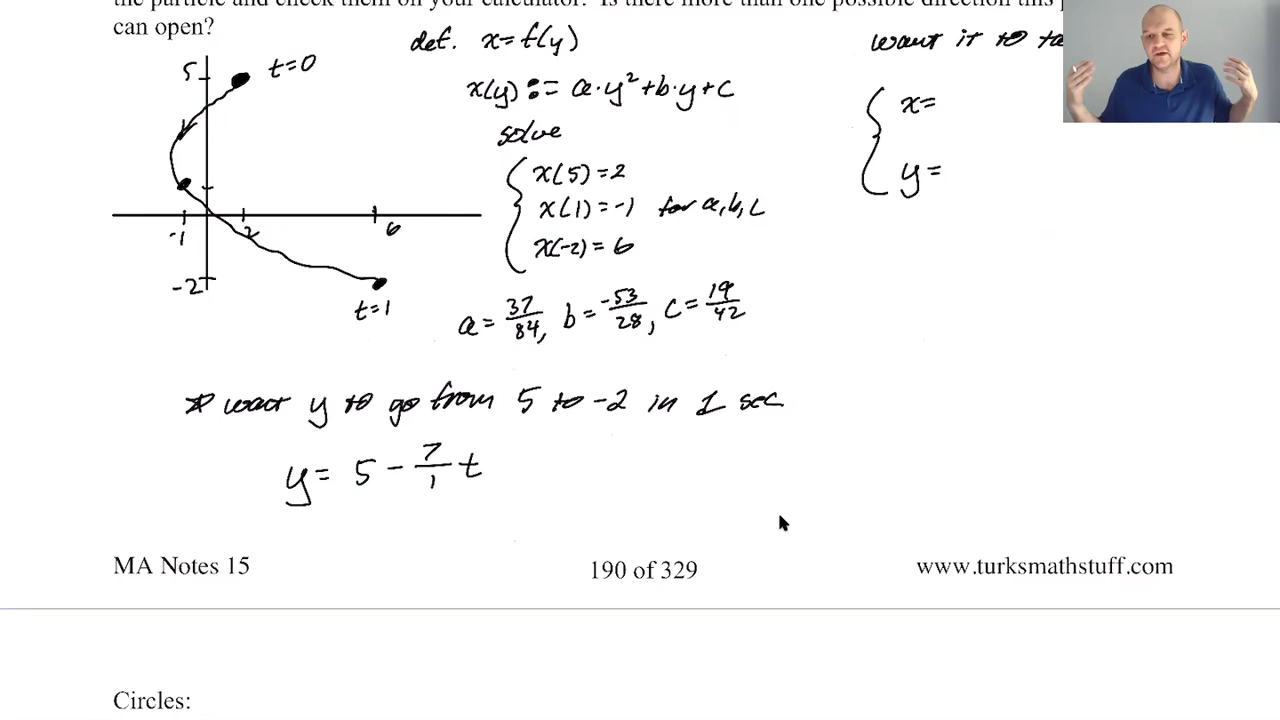 the particle and check them on your calculator. Is there more than one possible direction this
can open?
def. x=f(y)
want it to ta
5
t=0
x(y) := a·y²+b·y+c
x=
solve
x(5)=2
y=
x(1)=-1 for a,b,c
-1
2
6
x(-2)=6
-2
t=1
a=37/84, b=-53/28, c=19/42
* want y to go from 5 to -2 in 1 sec
y= 5 - 7/1 t
MA Notes 15
190 of 329
www.turksmathstuff.com
Circles: